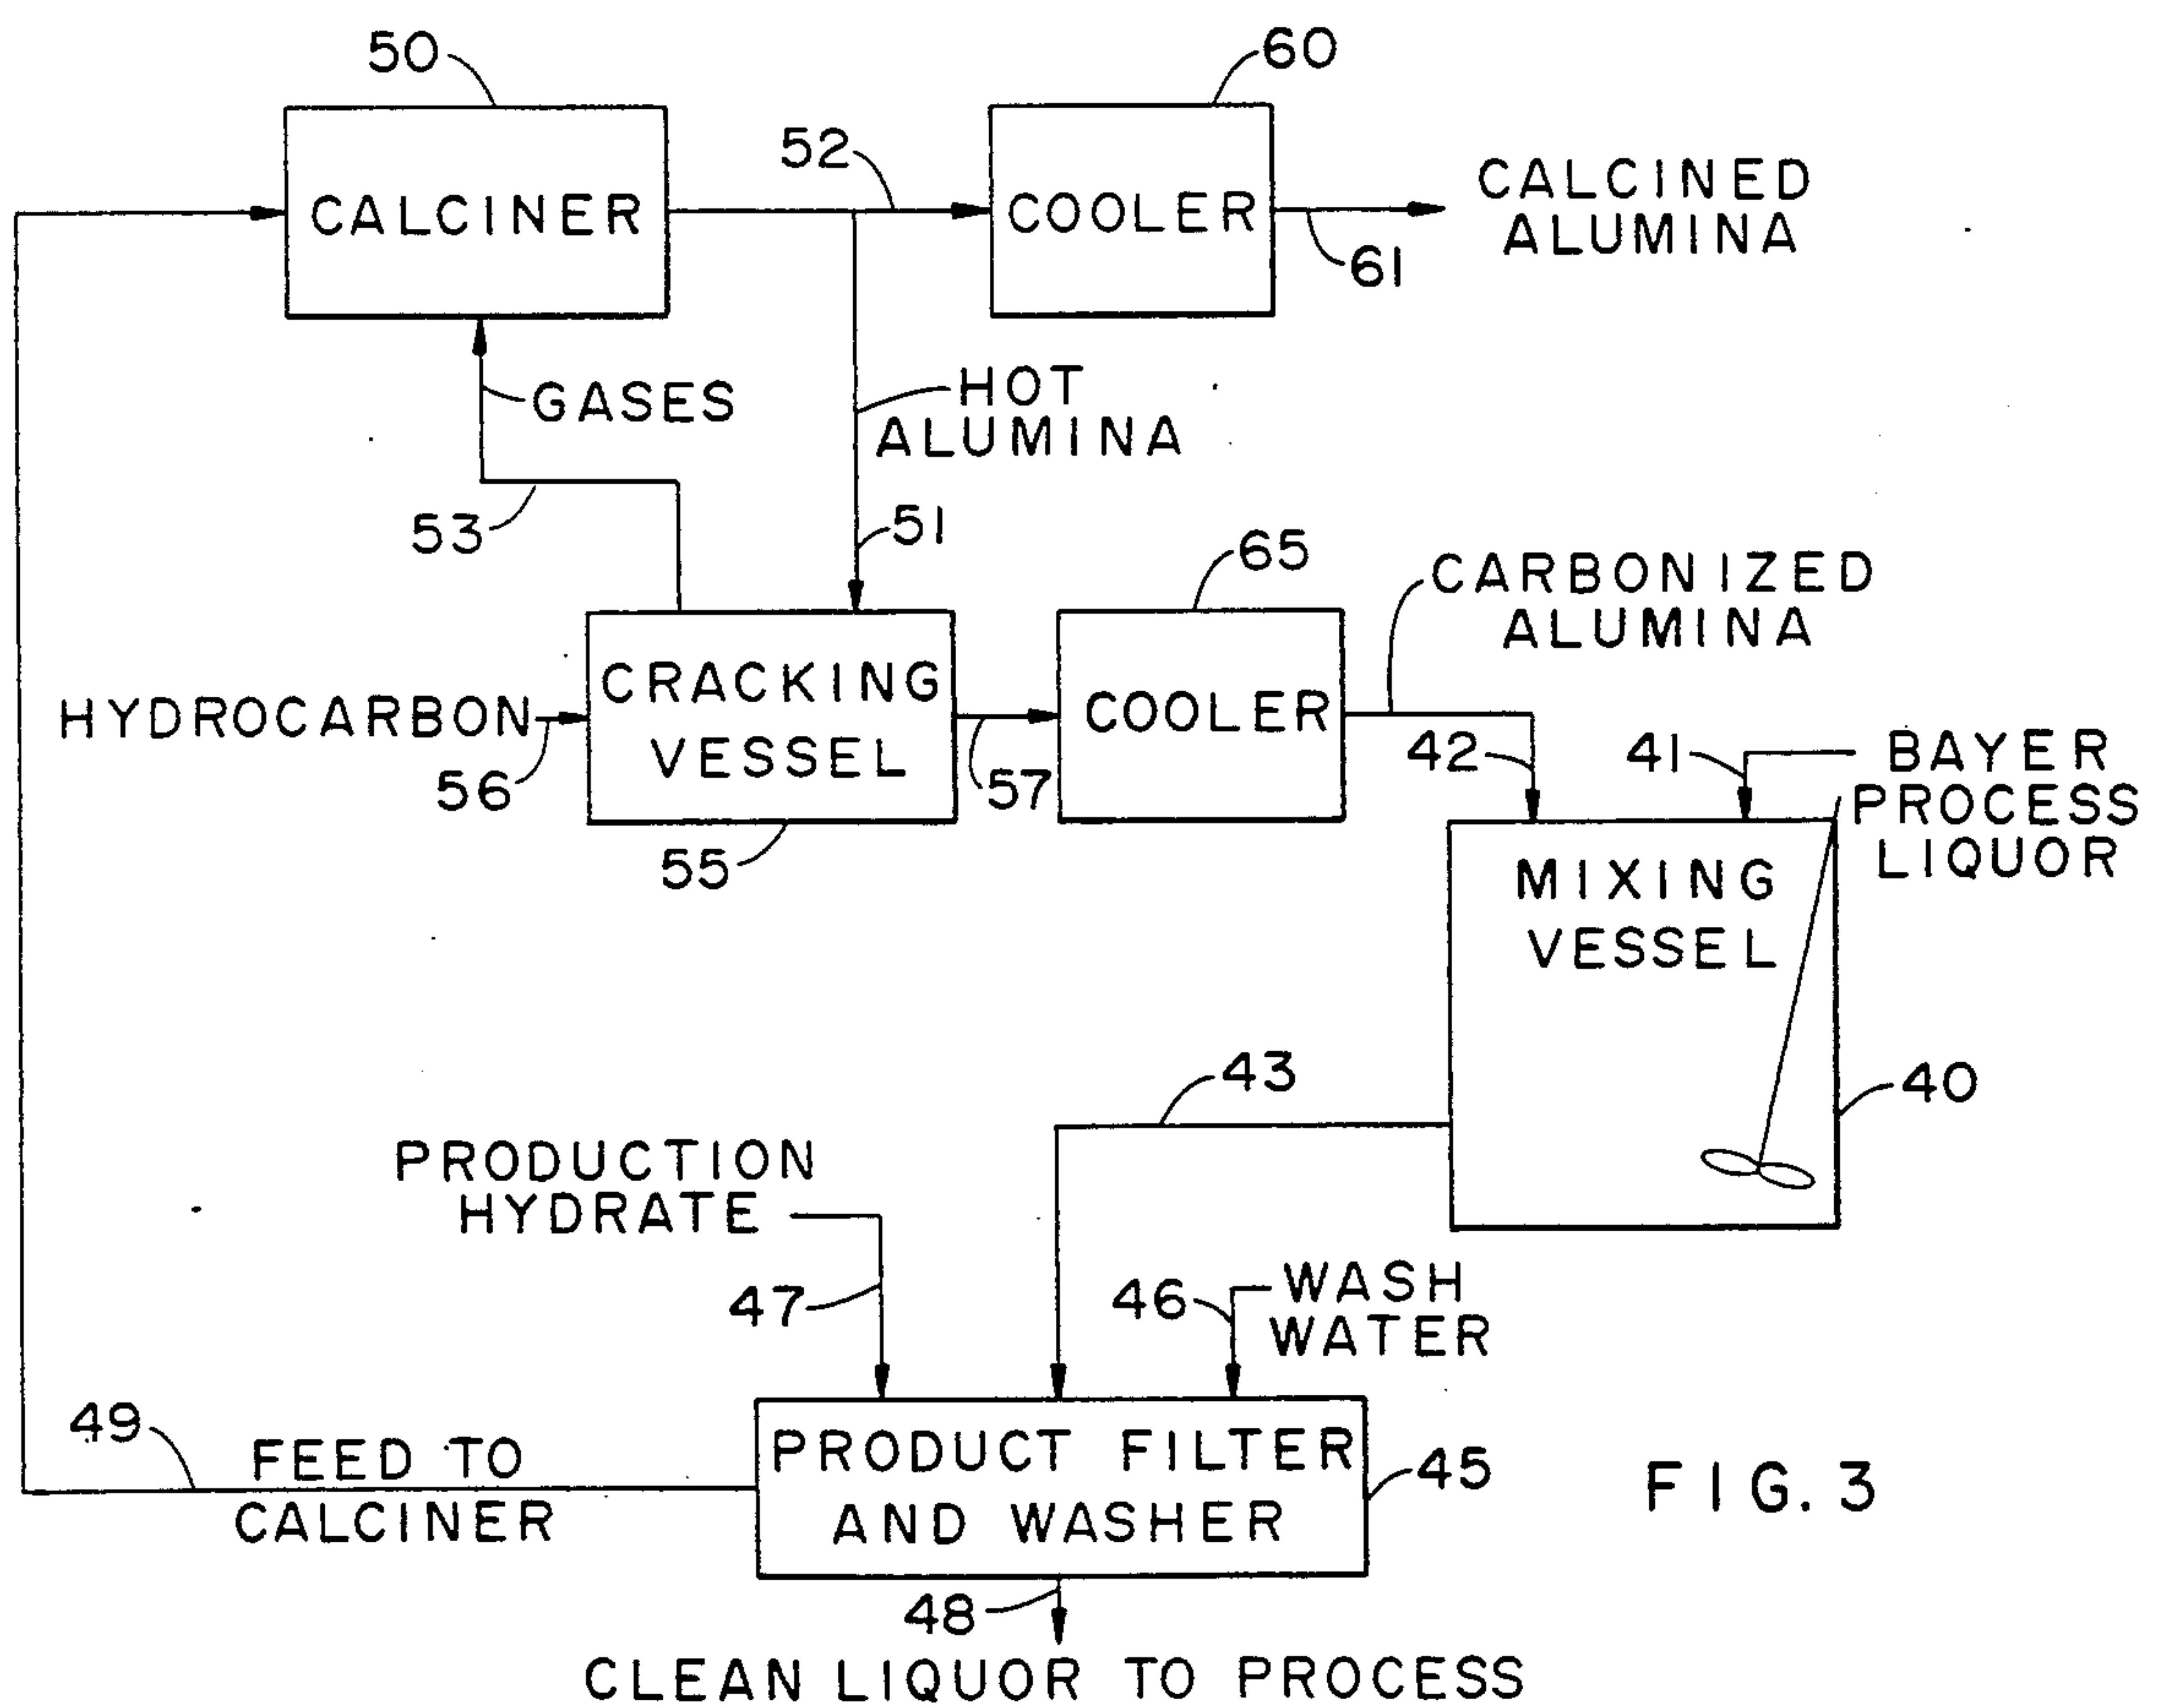 50
60
52
CALCINER
COOLER
CALCINED
ALUMINA
61
GASES
HOT
ALUMINA
53
51
65
CARBONIZED
ALUMINA
HYDROCARBON
CRACKING
VESSEL
COOLER
56
57
55
42
41
BAYER
PROCESS
LIQUOR
MIXING
VESSEL
43
40
PRODUCTION
HYDRATE
47
46
WASH
WATER
49
FEED TO
CALCINER
PRODUCT FILTER
AND WASHER
45
FIG. 3
48
CLEAN LIQUOR TO PROCESS